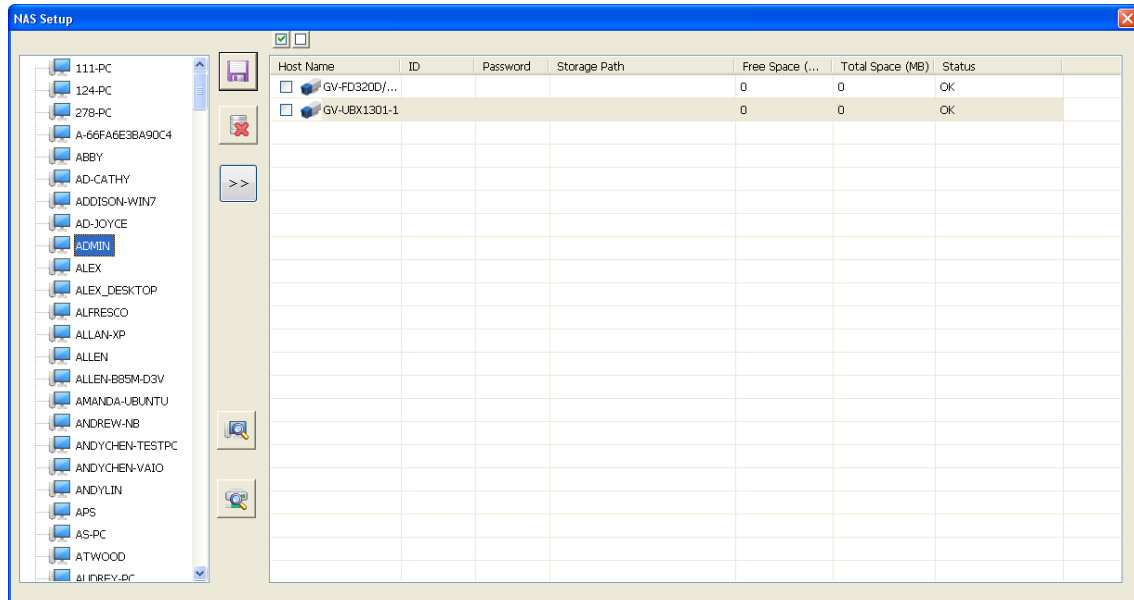 NAS Setup
111-PC
124-PC
278-PC
A-66FA6E3BA90C4
ABBY
AD-CATHY
ADDISON-WIN7
AD-JOYCE
ADMIN
ALEX
ALEX_DESKTOP
ALFRESCO
ALLAN-XP
ALLEN
ALLEN-B85M-D3V
AMANDA-UBUNTU
ANDREW-NB
ANDYCHEN-TESTPC
ANDYCHEN-VAIO
ANDYLIN
APS
AS-PC
ATWOOD
AUDREY-PC
>>
Host Name ID Password Storage Path Free Space (... Total Space (MB) Status
GV-FD320D/... 0 0 OK
GV-UBX1301-1 0 0 OK